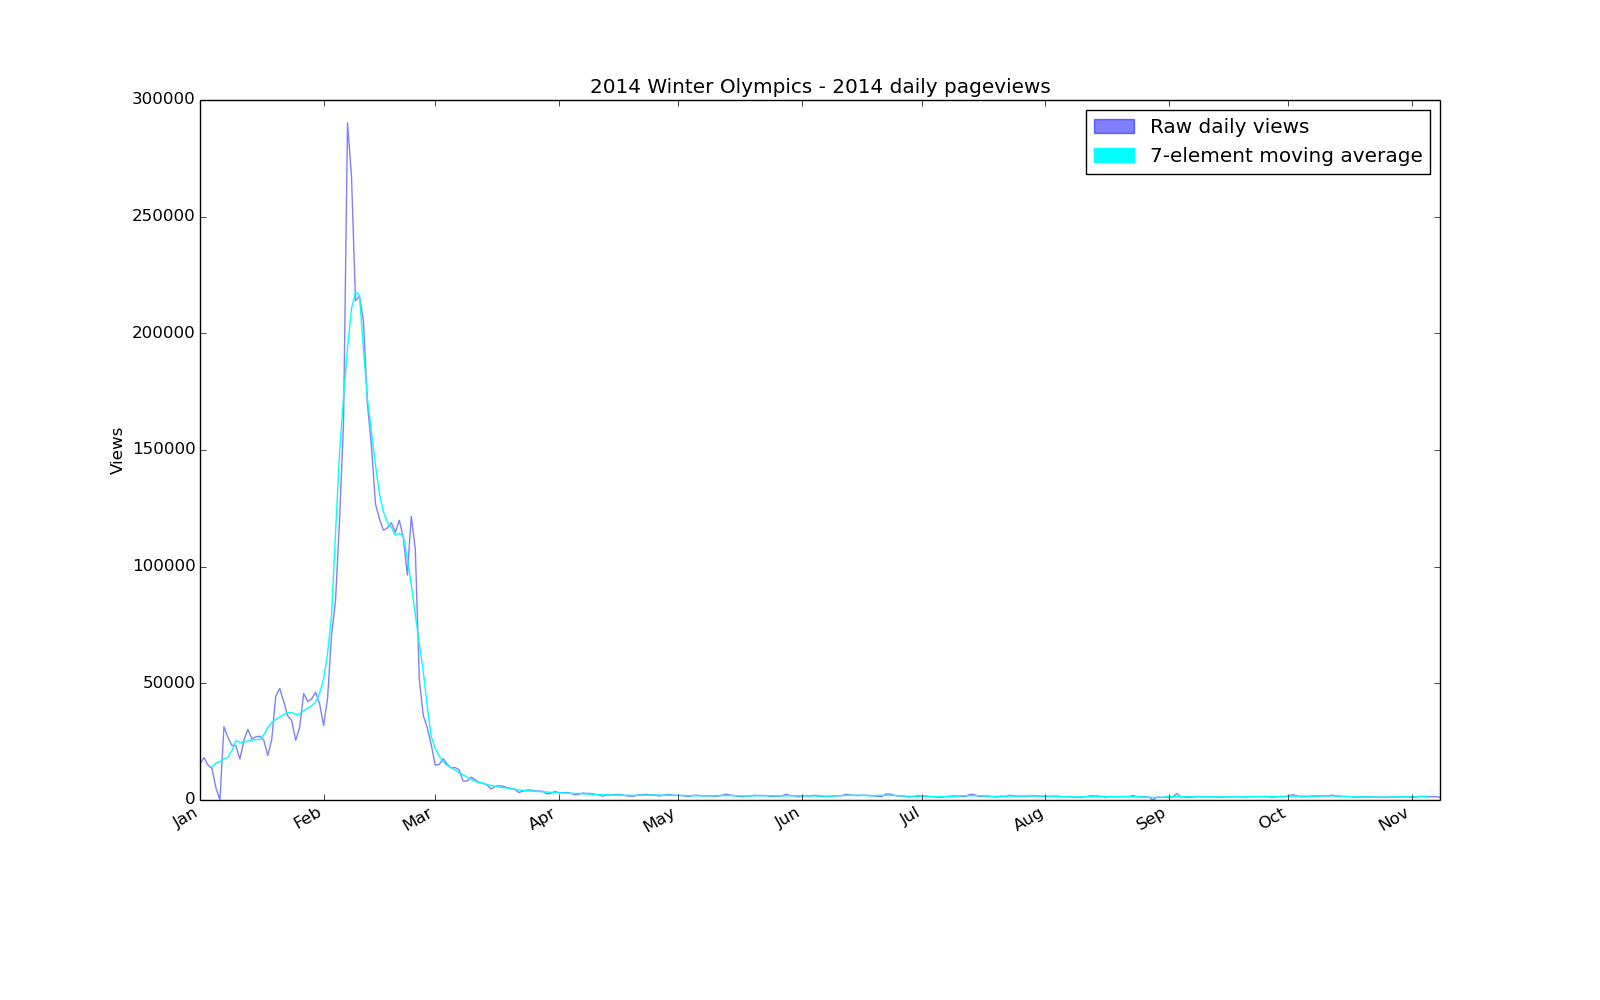 2014 Winter Olympics - 2014 daily pageviews
Raw daily views
7-element moving average
Views
300000
250000
200000
150000
100000
50000
0
Jan
Feb
Mar
Apr
May
Jun
Jul
Aug
Sep
Oct
Nov